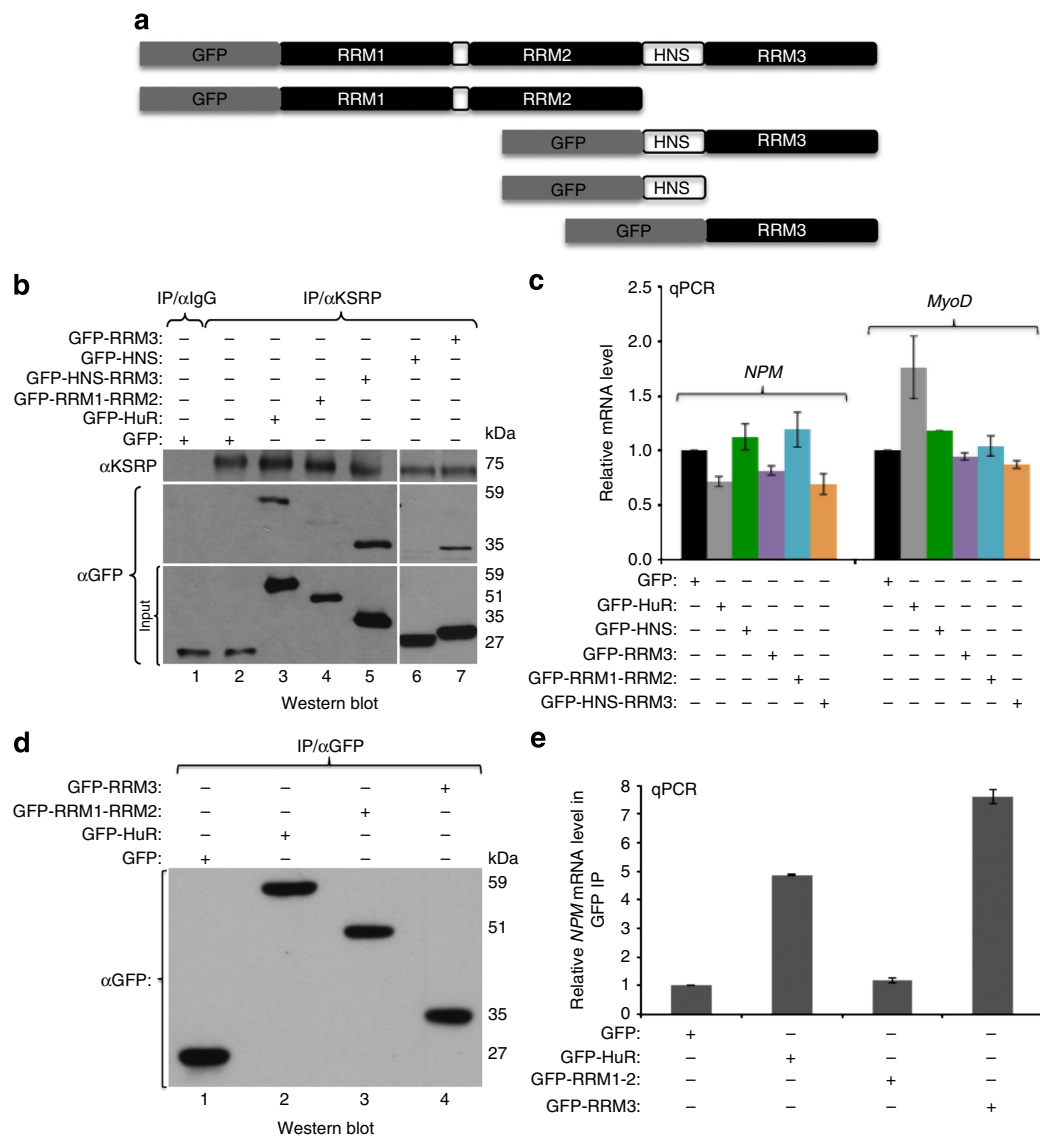 a
GFP RRM1 RRM2 HNS RRM3
GFP RRM1 RRM2
GFP HNS RRM3
GFP HNS
GFP RRM3
b
IP/αIgG IP/αKSRP
GFP-RRM3: – – – – – – +
GFP-HNS: – – – – – + –
GFP-HNS-RRM3: – – – – + – –
GFP-RRM1-RRM2: – – – + – – –
GFP-HuR: – – + – – – –
GFP: + + – – – – –
kDa
αKSRP 75
59
35
αGFP
Input
59
51
35
27
1 2 3 4 5 6 7
Western blot
c
qPCR
Relative mRNA level
2.5
2.0
1.5
1.0
0.5
0.0
NPM
MyoD
GFP: + – – – – – + – – – – –
GFP-HuR: – + – – – – – + – – – –
GFP-HNS: – – + – – – – – + – – –
GFP-RRM3: – – – + – – – – – + – –
GFP-RRM1-RRM2: – – – – + – – – – – + –
GFP-HNS-RRM3: – – – – – + – – – – – +
d
IP/αGFP
GFP-RRM3: – – – +
GFP-RRM1-RRM2: – – + –
GFP-HuR: – + – –
GFP: + – – –
kDa
59
51
αGFP:
35
27
1 2 3 4
Western blot
e
qPCR
Relative NPM mRNA level in
GFP IP
8
7
6
5
4
3
2
1
0
GFP: + – – –
GFP-HuR: – + – –
GFP-RRM1-2: – – + –
GFP-RRM3: – – – +